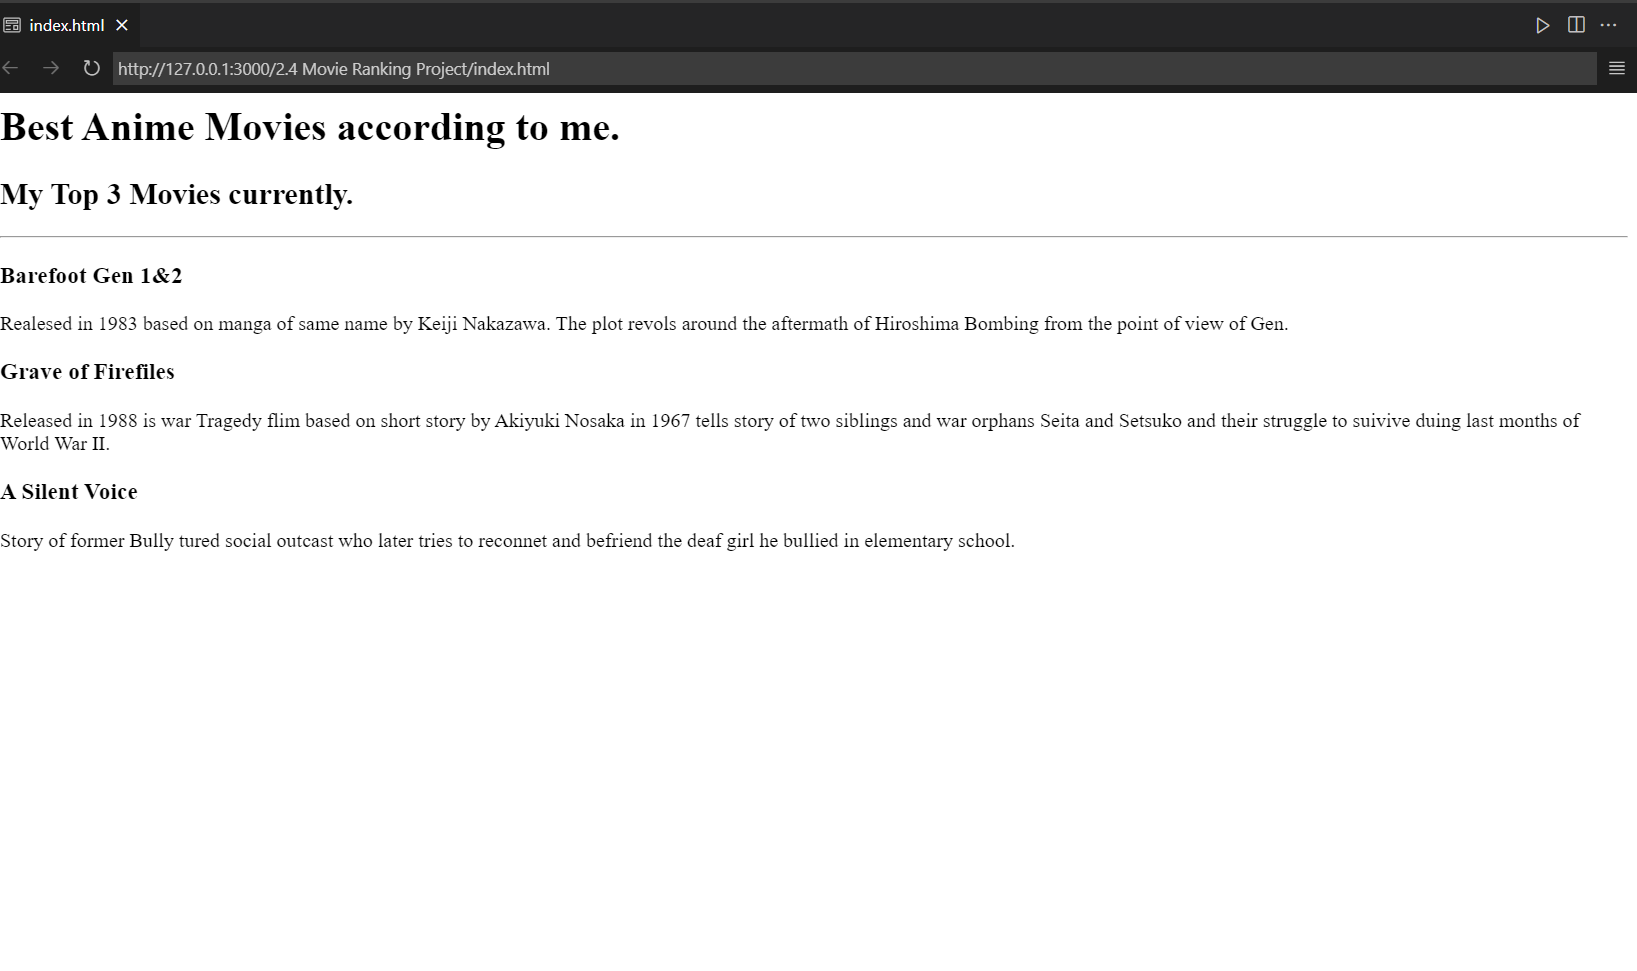 index.html
http://127.0.0.1:3000/2.4 Movie Ranking Project/index.html
Best Anime Movies according to me.
My Top 3 Movies currently.
Barefoot Gen 1&2
Realesed in 1983 based on manga of same name by Keiji Nakazawa. The plot revols around the aftermath of Hiroshima Bombing from the point of view of Gen.
Grave of Firefiles
Released in 1988 is war Tragedy flim based on short story by Akiyuki Nosaka in 1967 tells story of two siblings and war orphans Seita and Setsuko and their struggle to suivive duing last months of
World War II.
A Silent Voice
Story of former Bully tured social outcast who later tries to reconnet and befriend the deaf girl he bullied in elementary school.